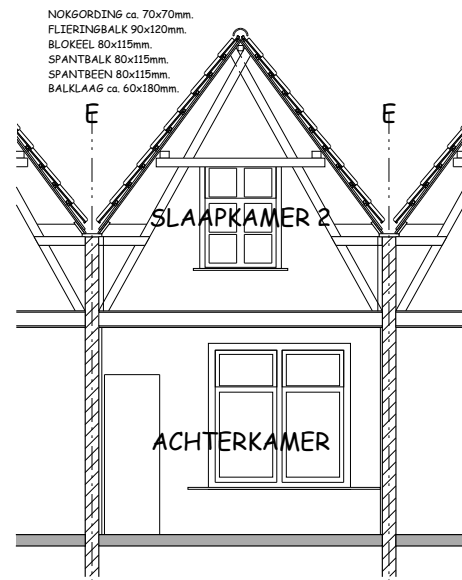 NOKGORDING ca. 70x70mm.
FLIERINGBALK 90x120mm.
BLOKEEL 80x115mm.
SPANTBALK 80x115mm.
SPANTBEEN 80x115mm.
BALKLAAG ca. 60x180mm.
E E
SLAAPKAMER 2
ACHTERKAMER